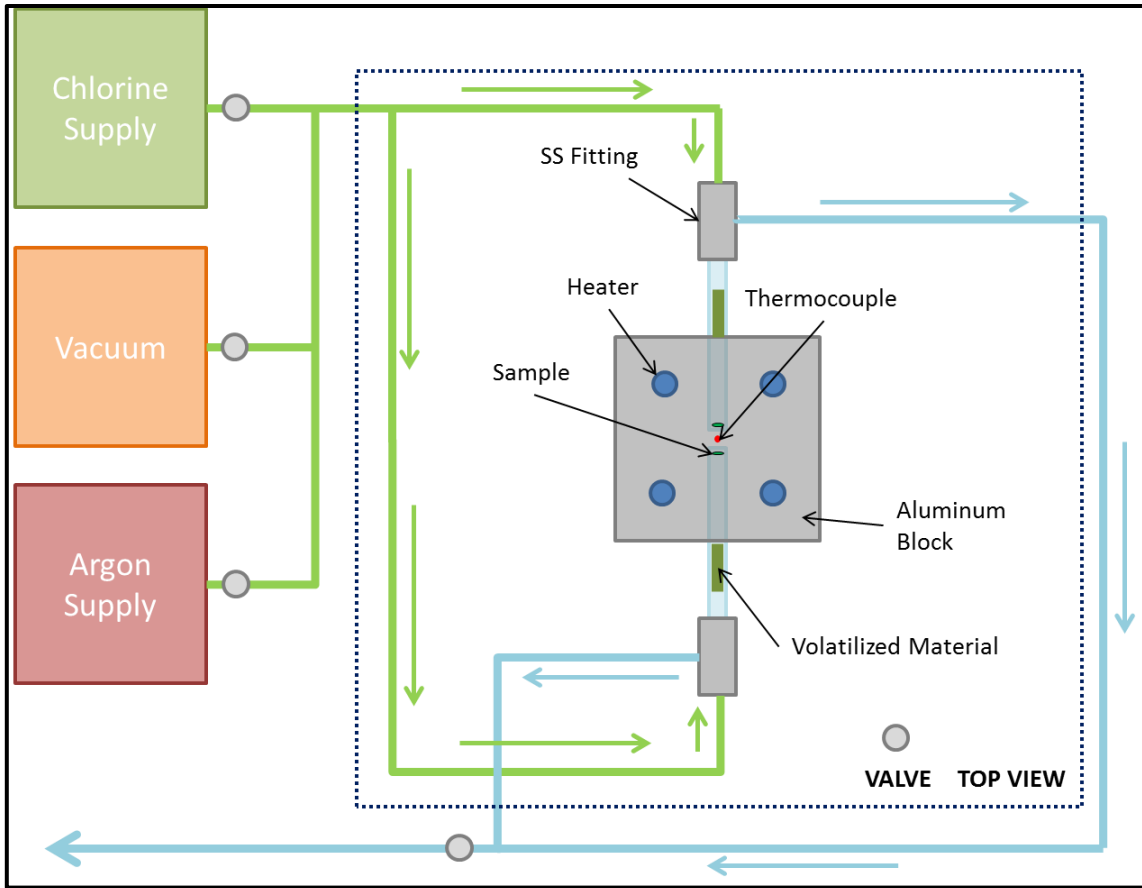 Chlorine
Supply
SS Fitting
Heater
Thermocouple
Vacuum
Sample
Argon
Supply
Aluminum
Block
Volatilized Material
VALVE TOP VIEW